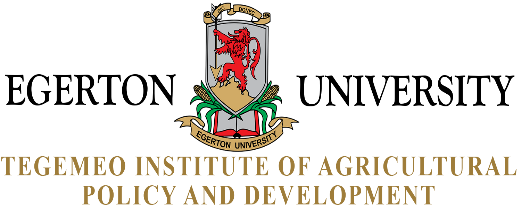 EGERTON UNIVERSITY
EGERTON UNIVERSITY
TEGEMEO INSTITUTE OF AGRICULTURAL
POLICY AND DEVELOPMENT